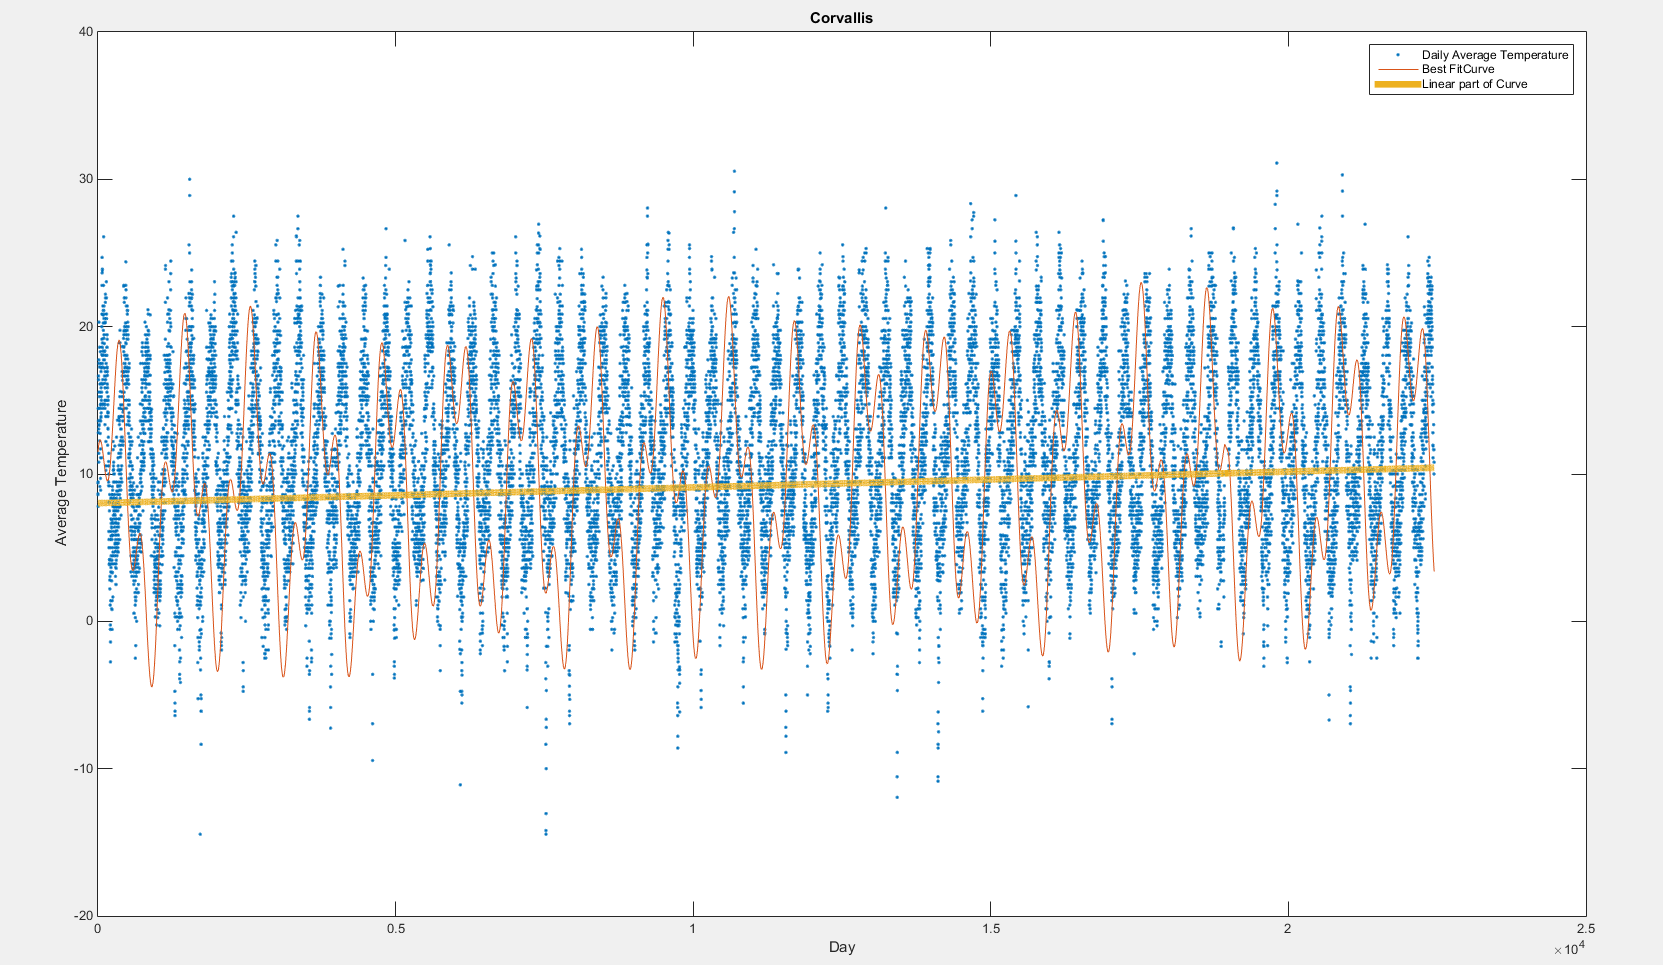 Corvallis
40
30
20
10
0
-10
-20
Average Temperature
Daily Average Temperature
Best FitCurve
Linear part of Curve
0
0.5
1
1.5
2
2.5
Day
×10^4